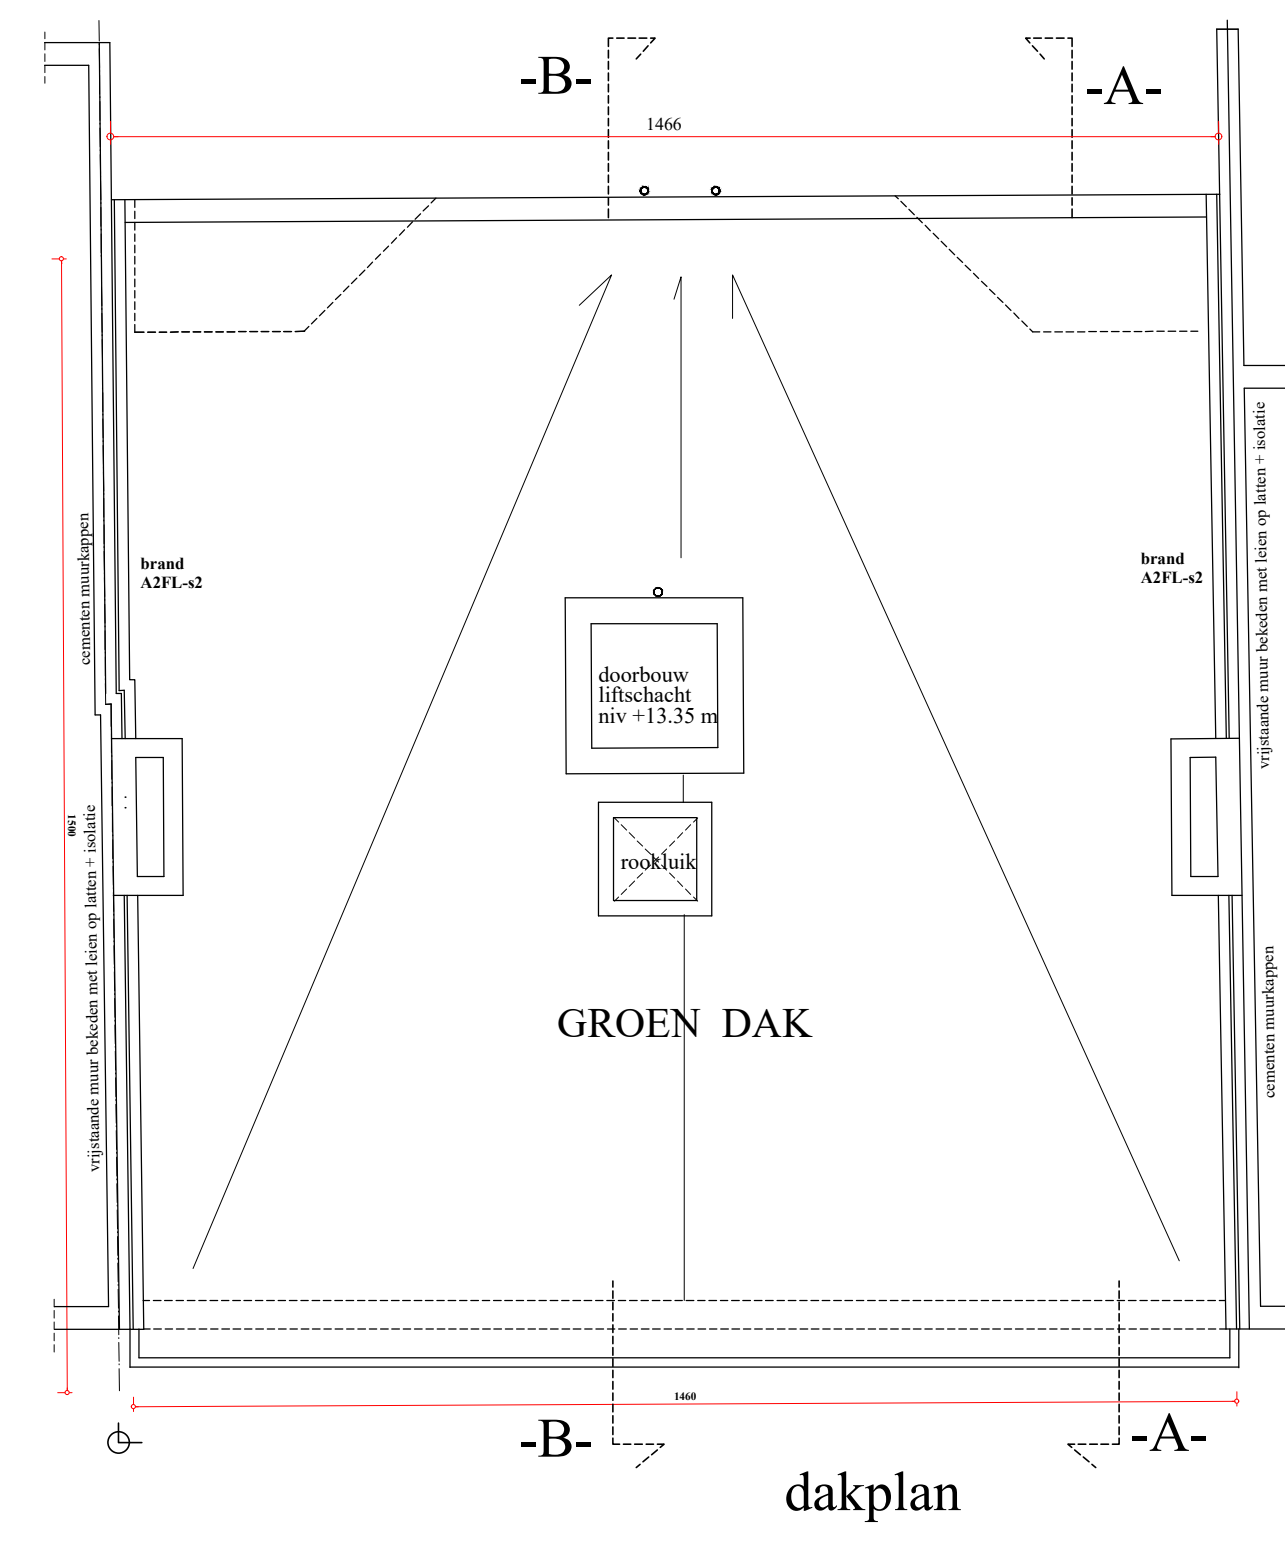 -B-
-A-
1466
cementen muurkappen
vrijstaande muur bekeden met leien op latten + isolatie
brand
A2FL-s2
brand
A2FL-s2
doorbouw
liftschacht
niv +13.35 m
1500
vrijstaande muur bekeden met leien op latten + isolatie
rookluik
GROEN DAK
cementen muurkappen
1460
-B-
-A-
dakplan